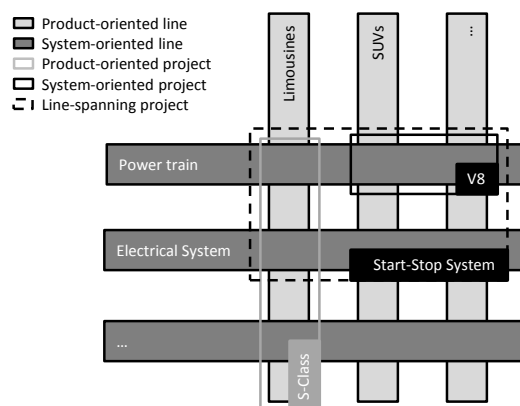 Product-oriented line
System-oriented line
Product-oriented project
System-oriented project
Line-spanning project
Limousines
SUVs
...
Power train
V8
Electrical System
Start-Stop System
...
S-Class